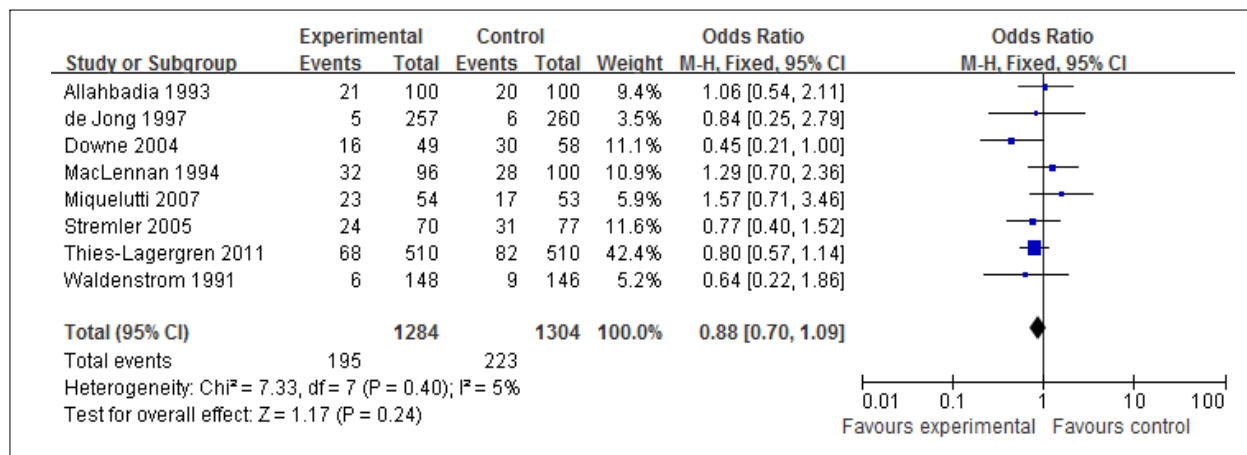 Experimental Control Odds Ratio Odds Ratio
Study or Subgroup Events Total Events Total Weight M-H, Fixed, 95% CI M-H, Fixed, 95% CI
Allahbadia 1993 21 100 20 100 9.4% 1.06 [0.54, 2.11]
de Jong 1997 5 257 6 260 3.5% 0.84 [0.25, 2.79]
Downe 2004 16 49 30 58 11.1% 0.45 [0.21, 1.00]
MacLennan 1994 32 96 28 100 10.9% 1.29 [0.70, 2.36]
Miquelutti 2007 23 54 17 53 5.9% 1.57 [0.71, 3.46]
Stremler 2005 24 70 31 77 11.6% 0.77 [0.40, 1.52]
Thies-Lagergren 2011 68 510 82 510 42.4% 0.80 [0.57, 1.14]
Waldenstrom 1991 6 148 9 146 5.2% 0.64 [0.22, 1.86]
Total (95% CI) 1284 1304 100.0% 0.88 [0.70, 1.09]
Total events 195 223
Heterogeneity: Chi² = 7.33, df = 7 (P = 0.40); I² = 5%
Test for overall effect: Z = 1.17 (P = 0.24)
0.01 0.1 1 10 100
Favours experimental Favours control